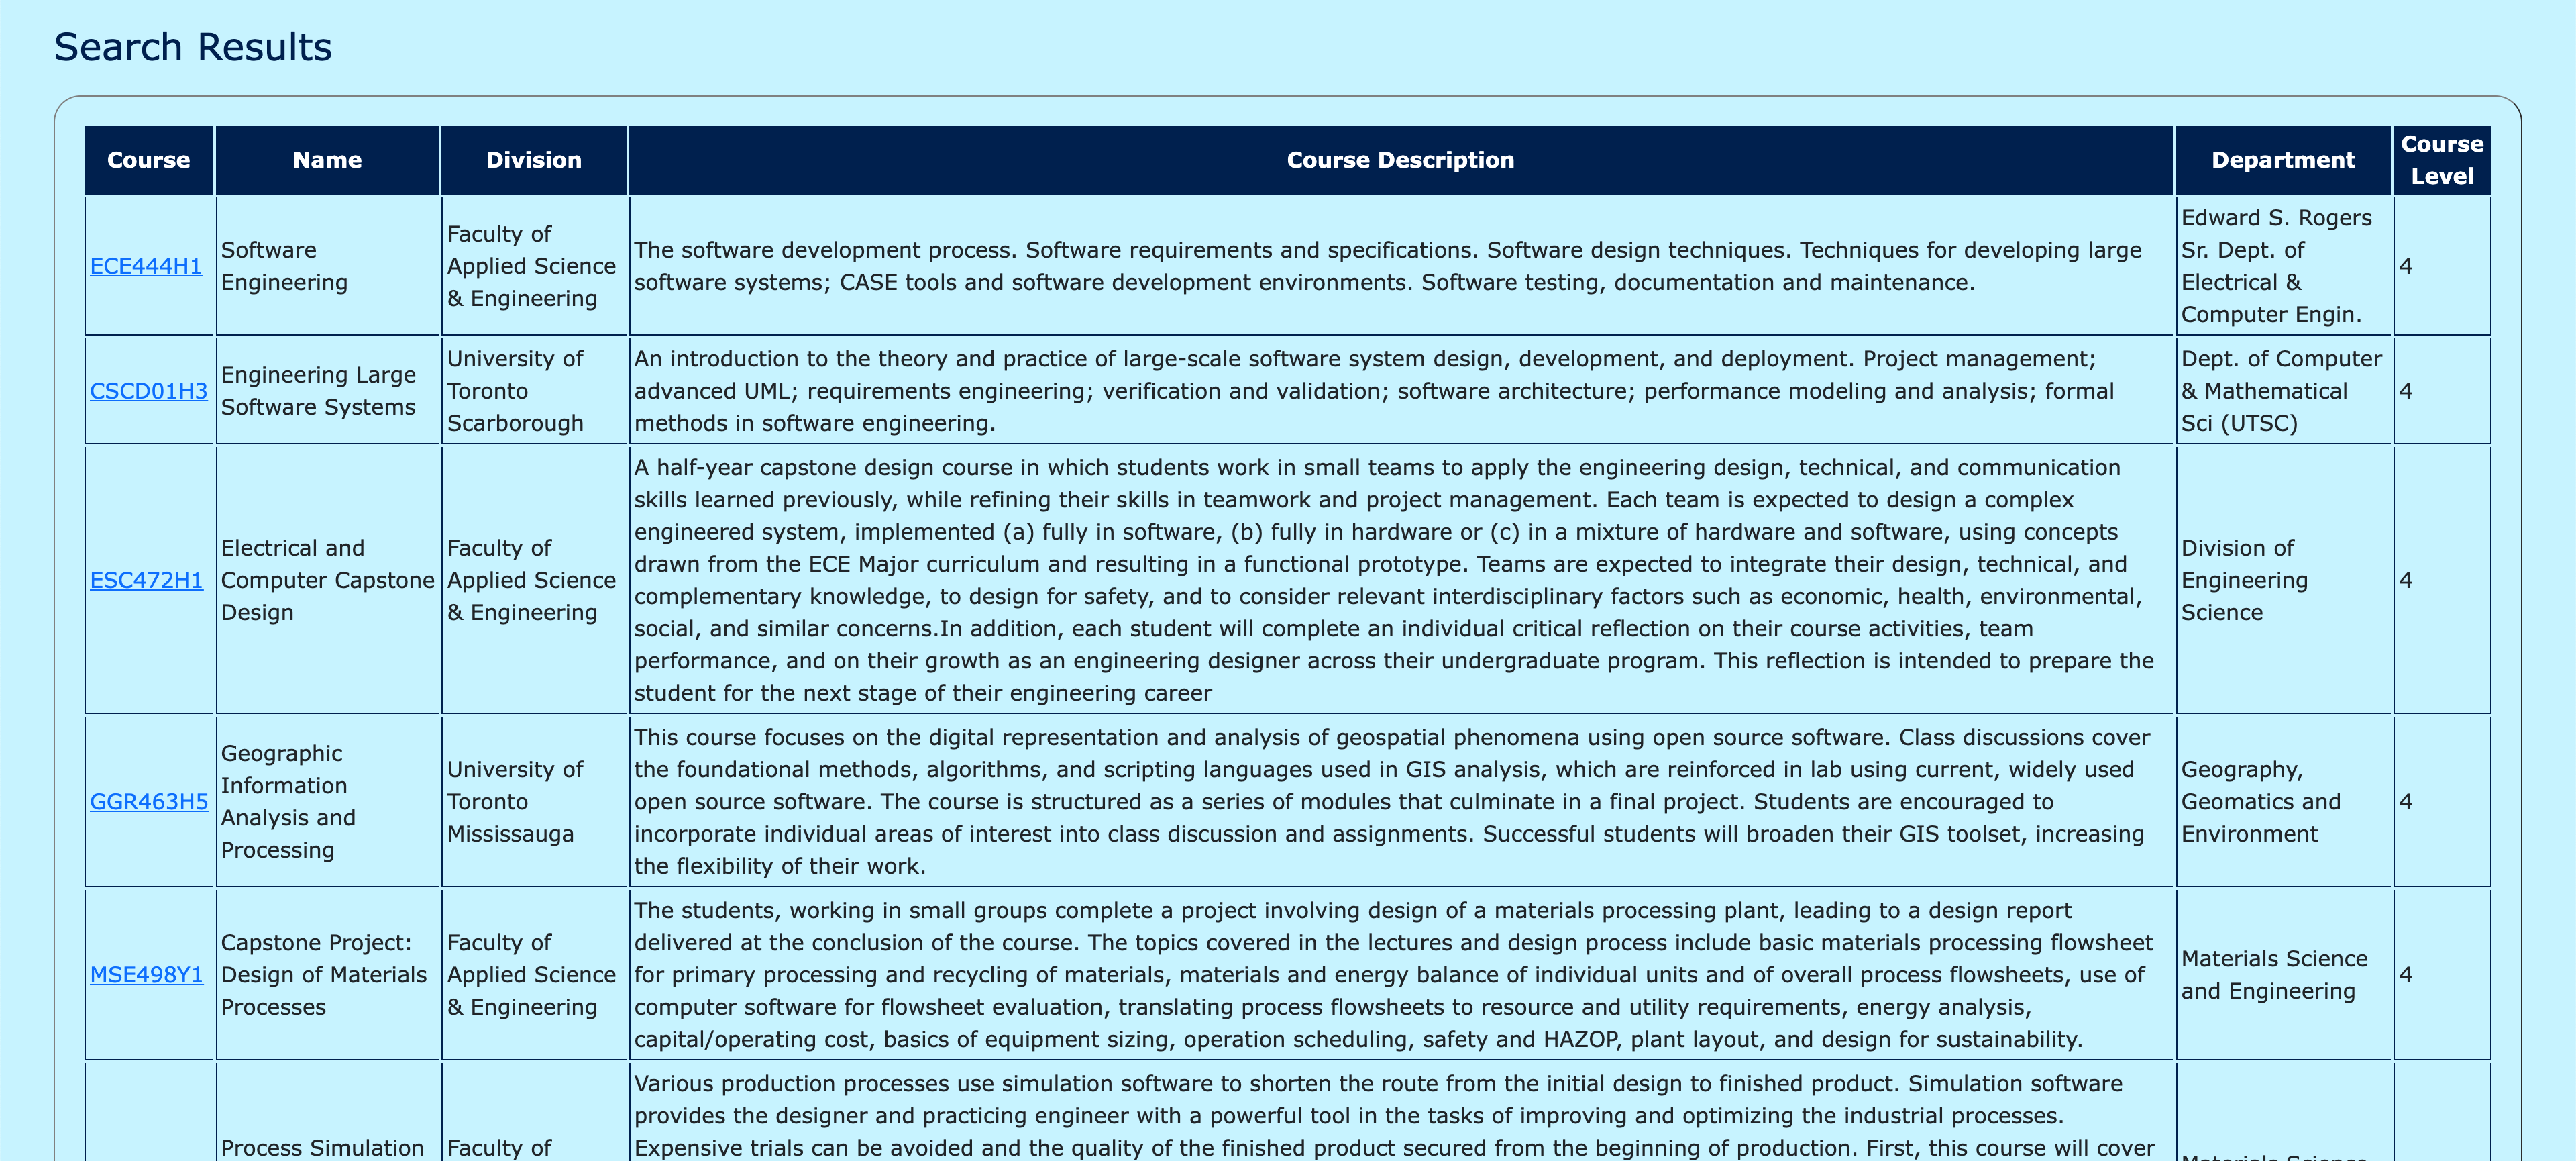 Search Results
Course
Name
Division
Course Description
Department
Course
Level
ECE444H1
Software
Engineering
Faculty of
Applied Science
& Engineering
The software development process. Software requirements and specifications. Software design techniques. Techniques for developing large
software systems; CASE tools and software development environments. Software testing, documentation and maintenance.
Edward S. Rogers
Sr. Dept. of
Electrical &
Computer Engin.
4
CSCD01H3
Engineering Large
Software Systems
University of
Toronto
Scarborough
An introduction to the theory and practice of large-scale software system design, development, and deployment. Project management;
advanced UML; requirements engineering; verification and validation; software architecture; performance modeling and analysis; formal
methods in software engineering.
Dept. of Computer
& Mathematical
Sci (UTSC)
4
ESC472H1
Electrical and
Computer Capstone
Design
Faculty of
Applied Science
& Engineering
A half-year capstone design course in which students work in small teams to apply the engineering design, technical, and communication
skills learned previously, while refining their skills in teamwork and project management. Each team is expected to design a complex
engineered system, implemented (a) fully in software, (b) fully in hardware or (c) in a mixture of hardware and software, using concepts
drawn from the ECE Major curriculum and resulting in a functional prototype. Teams are expected to integrate their design, technical, and
complementary knowledge, to design for safety, and to consider relevant interdisciplinary factors such as economic, health, environmental,
social, and similar concerns.In addition, each student will complete an individual critical reflection on their course activities, team
performance, and on their growth as an engineering designer across their undergraduate program. This reflection is intended to prepare the
student for the next stage of their engineering career
Division of
Engineering
Science
4
GGR463H5
Geographic
Information
Analysis and
Processing
University of
Toronto
Mississauga
This course focuses on the digital representation and analysis of geospatial phenomena using open source software. Class discussions cover
the foundational methods, algorithms, and scripting languages used in GIS analysis, which are reinforced in lab using current, widely used
open source software. The course is structured as a series of modules that culminate in a final project. Students are encouraged to
incorporate individual areas of interest into class discussion and assignments. Successful students will broaden their GIS toolset, increasing
the flexibility of their work.
Geography,
Geomatics and
Environment
4
MSE498Y1
Capstone Project:
Design of Materials
Processes
Faculty of
Applied Science
& Engineering
The students, working in small groups complete a project involving design of a materials processing plant, leading to a design report
delivered at the conclusion of the course. The topics covered in the lectures and design process include basic materials processing flowsheet
for primary processing and recycling of materials, materials and energy balance of individual units and of overall process flowsheets, use of
computer software for flowsheet evaluation, translating process flowsheets to resource and utility requirements, energy analysis,
capital/operating cost, basics of equipment sizing, operation scheduling, safety and HAZOP, plant layout, and design for sustainability.
Materials Science
and Engineering
4
Process Simulation
Faculty of
Various production processes use simulation software to shorten the route from the initial design to finished product. Simulation software
provides the designer and practicing engineer with a powerful tool in the tasks of improving and optimizing the industrial processes.
Expensive trials can be avoided and the quality of the finished product secured from the beginning of production. First, this course will cover